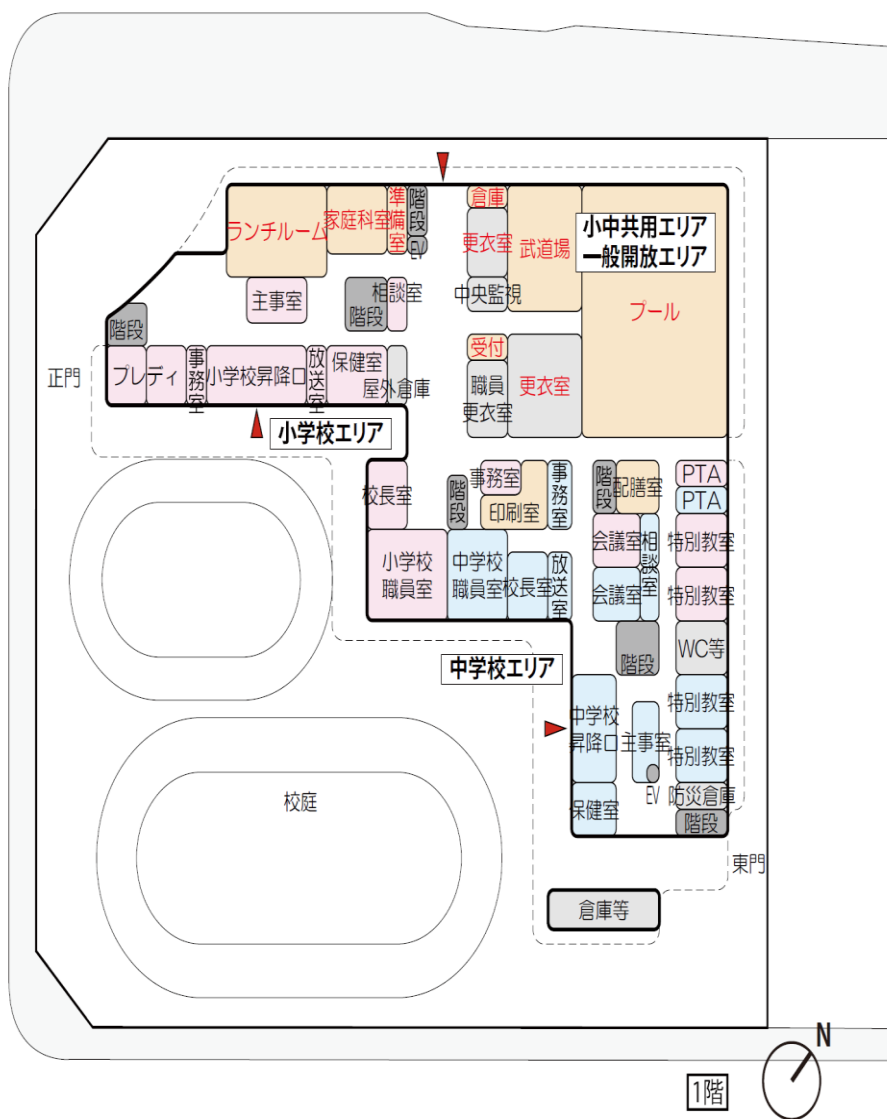 ランチルーム
家庭科室
準備室
階段
EV
倉庫
更衣室
武道場
小中共用エリア
一般開放エリア
プール
主事室
階段
相談室
中央監視
階段
正門
プレディ
事務室
小学校昇降口
放送室
保健室
屋外倉庫
受付
職員
更衣室
更衣室
小学校エリア
校長室
階段
事務室
印刷室
事務室
階段
配膳室
PTA
PTA
小学校
職員室
中学校
職員室
校長室
放送室
会議室
相談室
特別教室
会議室
特別教室
階段
WC等
中学校エリア
中学校
昇降口
主事室
特別教室
特別教室
EV
防災倉庫
保健室
階段
校庭
東門
倉庫等
N
1階